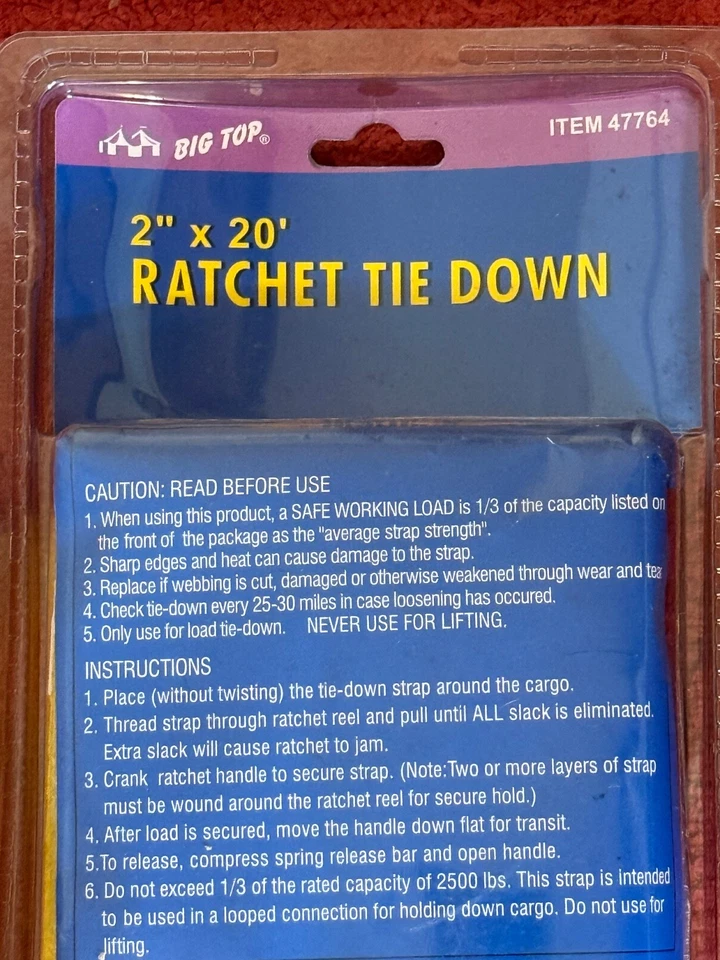 BIG TOP®
ITEM 47764
2" x 20'
RATCHET TIE DOWN
CAUTION: READ BEFORE USE
1. When using this product, a SAFE WORKING LOAD is 1/3 of the capacity listed on
the front of the package as the "average strap strength".
2. Sharp edges and heat can cause damage to the strap.
3. Replace if webbing is cut, damaged or otherwise weakened through wear and tear
4. Check tie-down every 25-30 miles in case loosening has occured.
5. Only use for load tie-down. NEVER USE FOR LIFTING.
INSTRUCTIONS
1. Place (without twisting) the tie-down strap around the cargo.
2. Thread strap through ratchet reel and pull until ALL slack is eliminated.
Extra slack will cause ratchet to jam.
3. Crank ratchet handle to secure strap. (Note:Two or more layers of strap
must be wound around the ratchet reel for secure hold.)
4. After load is secured, move the handle down flat for transit.
5.To release, compress spring release bar and open handle.
6. Do not exceed 1/3 of the rated capacity of 2500 lbs. This strap is intended
to be used in a looped connection for holding down cargo. Do not use for
lifting.